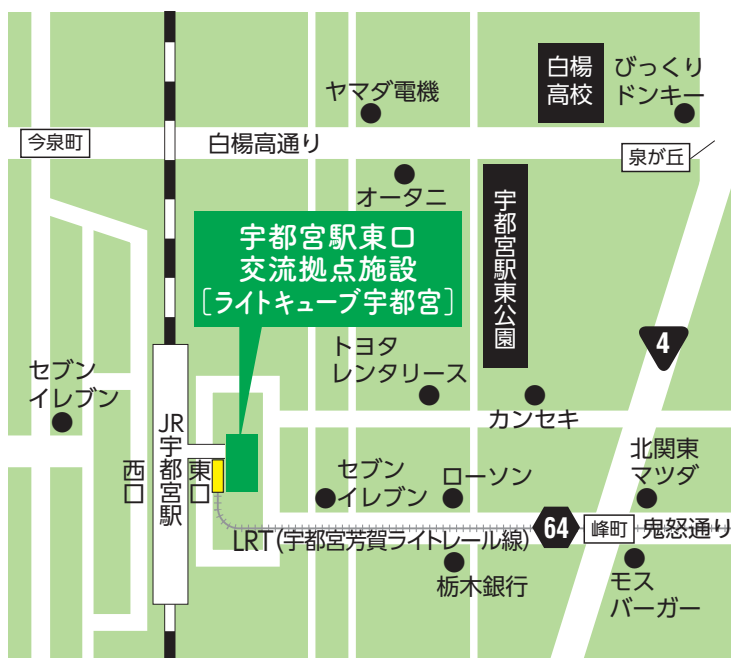 白楊
高校
びっくり
ドンキー
ヤマダ電機
今泉町
白楊高通り
泉が丘
オータニ
宇都宮駅東公園
宇都宮駅東口
交流拠点施設
［ライトキューブ宇都宮］
4
トヨタ
レンタリース
セブン
イレブン
カンセキ
JR宇都宮駅
西口
東口
セブン
イレブン
ローソン
北関東
マツダ
LRT(宇都宮芳賀ライトレール線)
64
峰町
鬼怒通り
栃木銀行
モス
バーガー